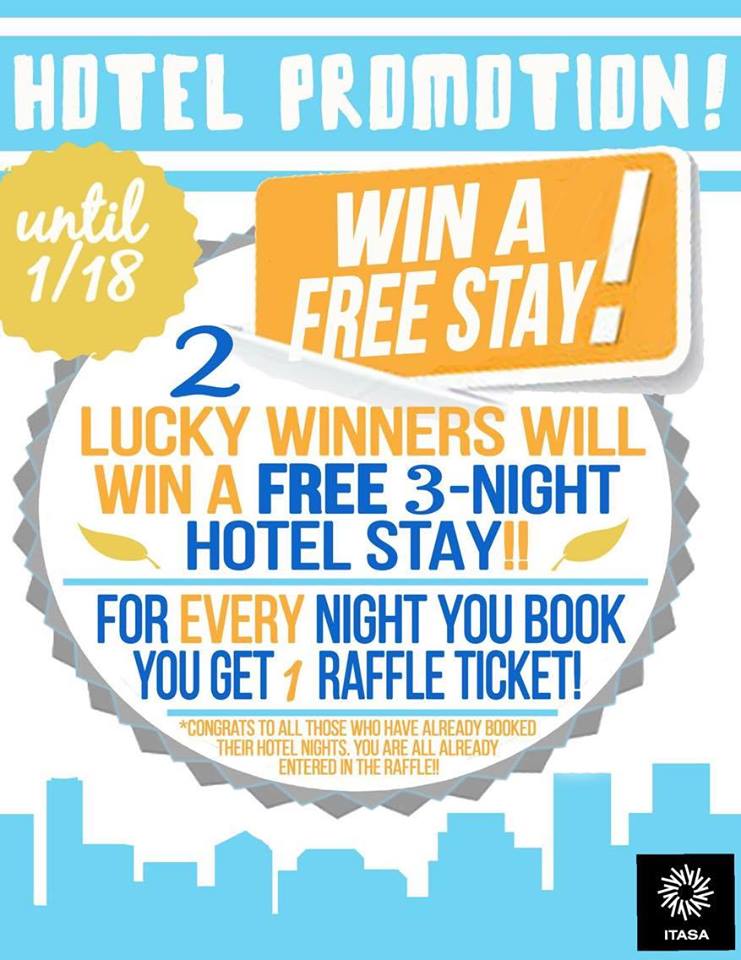 HOTEL PROMOTION!
until
1/18
WIN A
FREE STAY!
2
LUCKY WINNERS WILL
WIN A FREE 3-NIGHT
HOTEL STAY!!
FOR EVERY NIGHT YOU BOOK
YOU GET 1 RAFFLE TICKET!
*CONGRATS TO ALL THOSE WHO HAVE ALREADY BOOKED
THEIR HOTEL NIGHTS. YOU ARE ALL ALREADY
ENTERED IN THE RAFFLE!!
ITASA